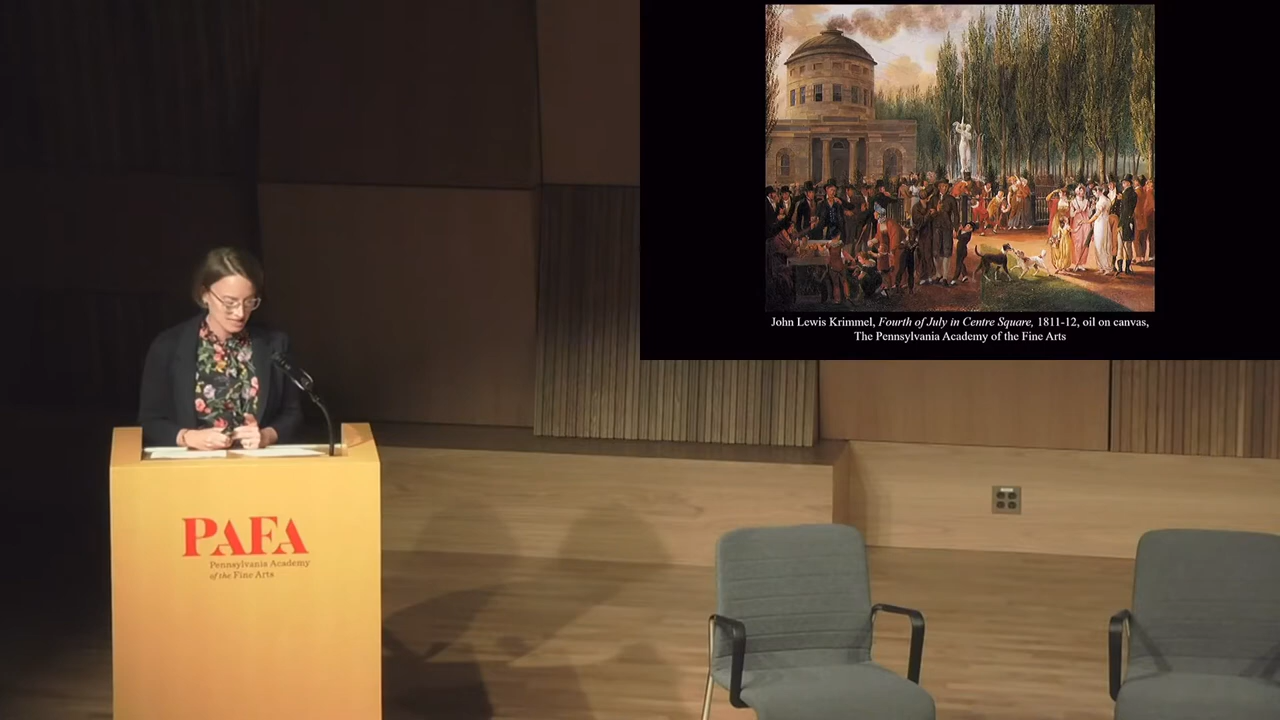 John Lewis Krimmel, Fourth of July in Centre Square, 1811-12, oil on canvas,
The Pennsylvania Academy of the Fine Arts
PAFA
Pennsylvania Academy
of the Fine Arts